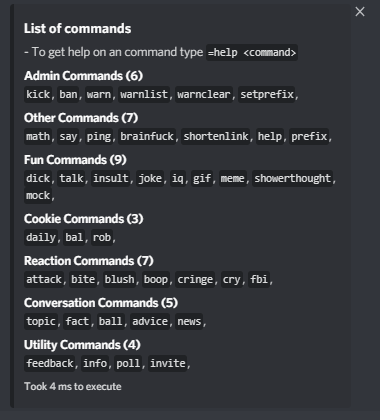 List of commands
- To get help on an command type =help <command>
Admin Commands (6)
kick, ban, warn, warnlist, warnclear, setprefix,
Other Commands (7)
math, say, ping, brainfuck, shortenlink, help, prefix,
Fun Commands (9)
dick, talk, insult, joke, iq, gif, meme, showerthought,
mock,
Cookie Commands (3)
daily, bal, rob,
Reaction Commands (7)
attack, bite, blush, boop, cringe, cry, fbi,
Conversation Commands (5)
topic, fact, ball, advice, news,
Utility Commands (4)
feedback, info, poll, invite,
Took 4 ms to execute